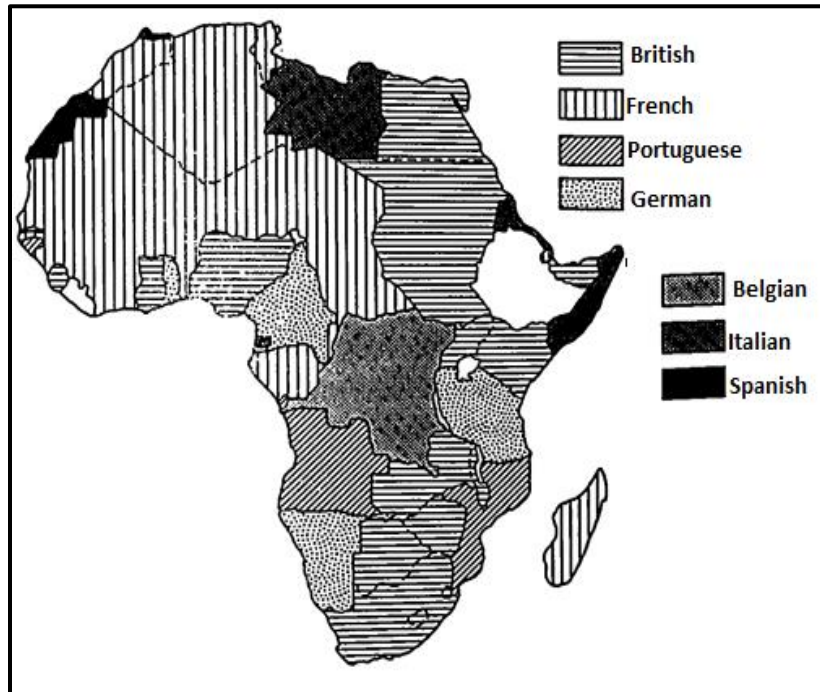 British
French
Portuguese
German
Belgian
Italian
Spanish